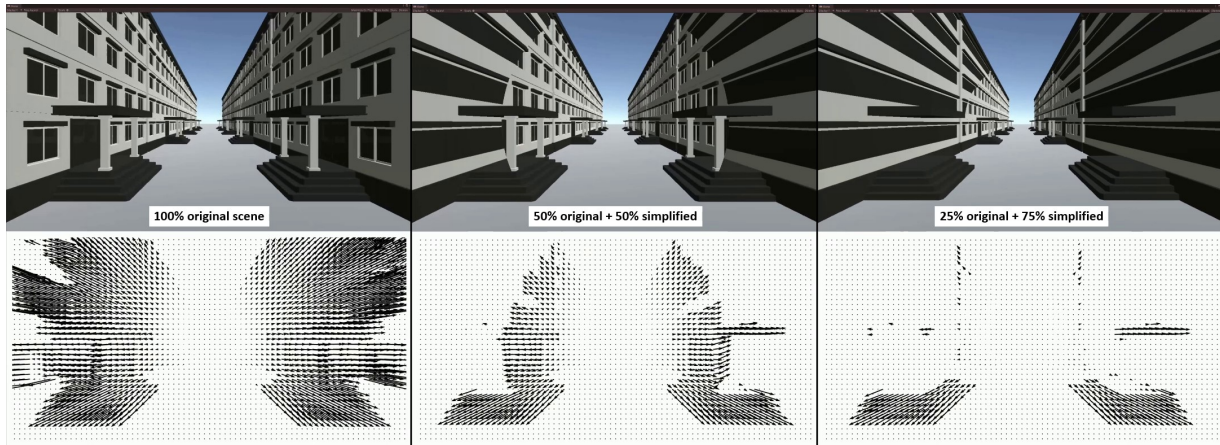 100% original scene
50% original + 50% simplified
25% original + 75% simplified